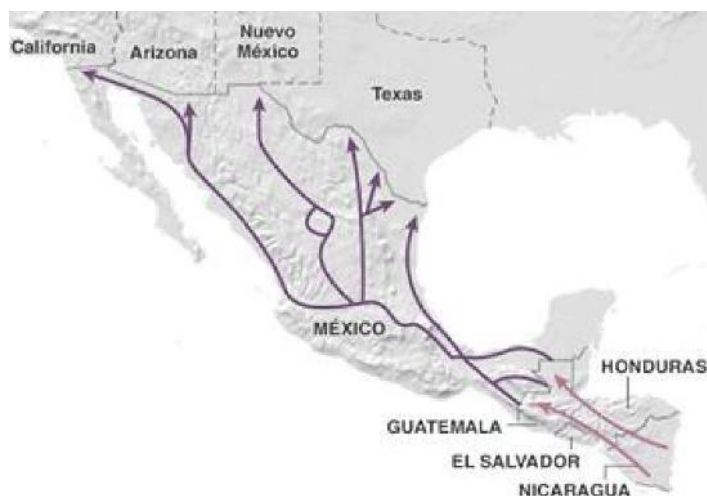 California
Arizona
Nuevo
México
Texas
MÉXICO
HONDURAS
GUATEMALA
EL SALVADOR
NICARAGUA